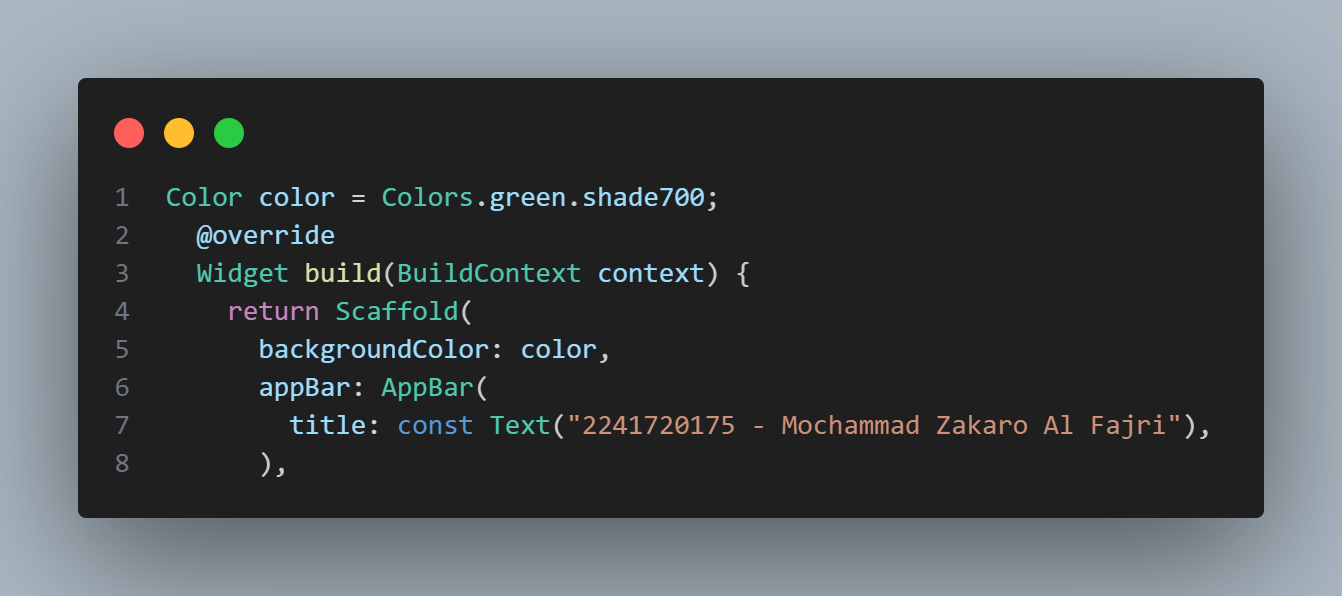 1 Color color = Colors.green.shade700;
2   @override
3   Widget build(BuildContext context) {
4     return Scaffold(
5       backgroundColor: color,
6       appBar: AppBar(
7         title: const Text("2241720175 - Mochammad Zakaro Al Fajri"),
8       ),